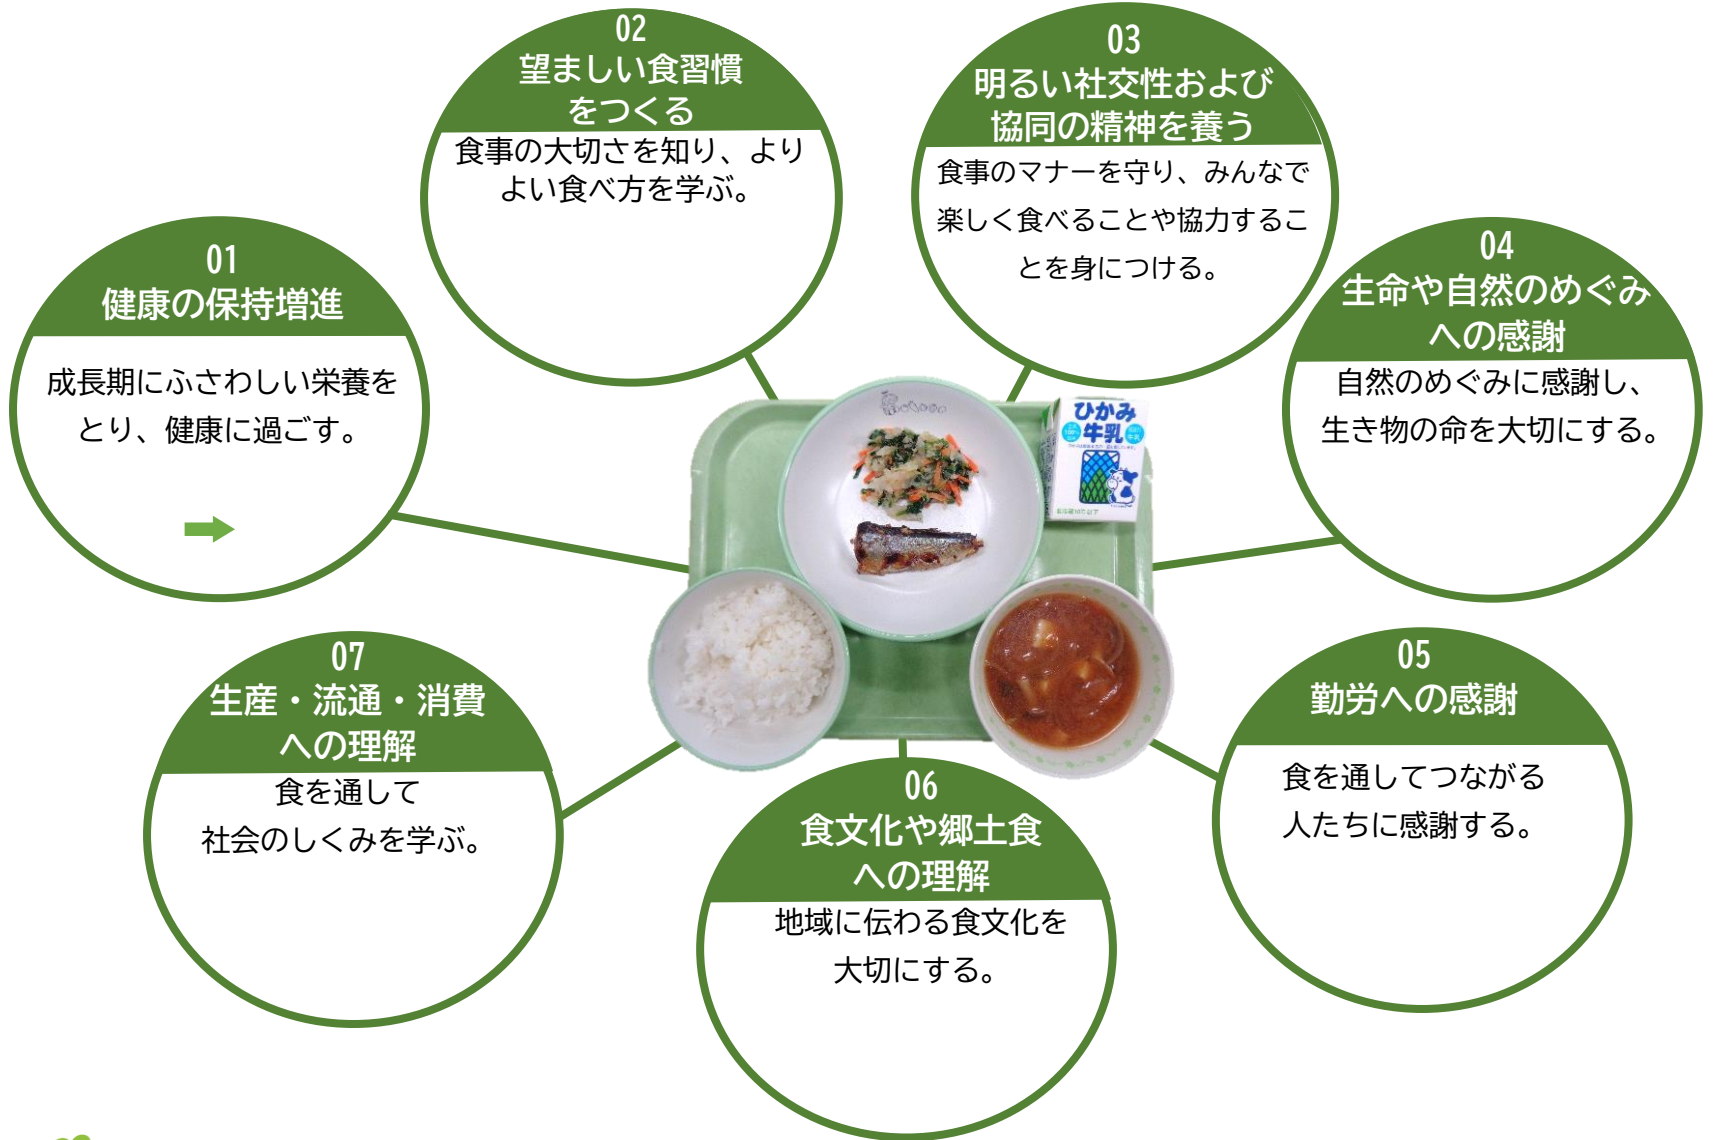 01
健康の保持増進
成長期にふさわしい栄養を
とり、健康に過ごす。
02
望ましい食習慣
をつくる
食事の大切さを知り、より
よい食べ方を学ぶ。
03
明るい社交性および
協同の精神を養う
食事のマナーを守り、みんなで
楽しく食べることや協力するこ
とを身につける。
04
生命や自然のめぐみ
への感謝
自然のめぐみに感謝し、
生き物の命を大切にする。
05
勤労への感謝
食を通してつながる
人たちに感謝する。
06
食文化や郷土食
への理解
地域に伝わる食文化を
大切にする。
07
生産・流通・消費
への理解
食を通して
社会のしくみを学ぶ。
ひかみ
牛乳